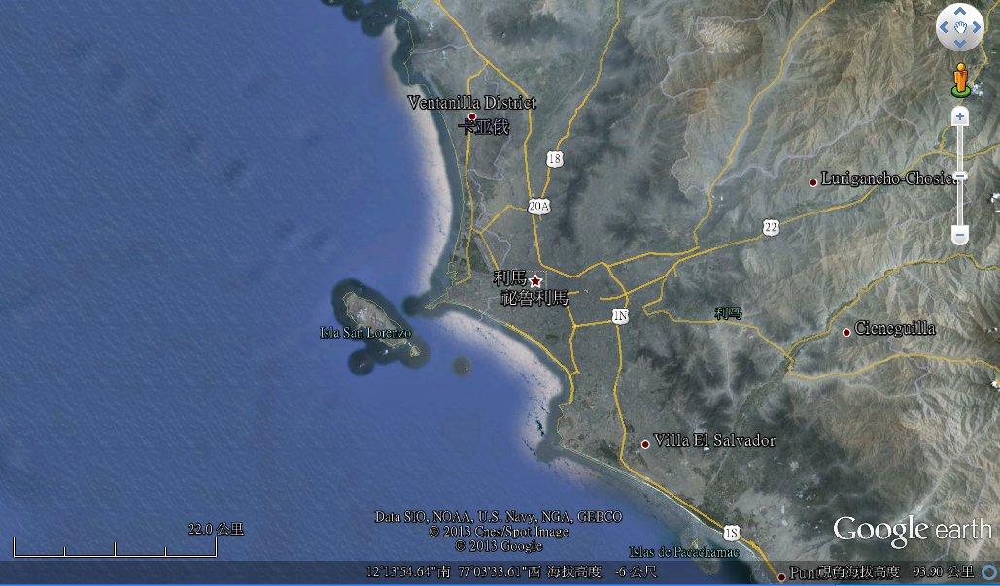 Ventanilla District
卡亚俄
18
Lurigancho-Chosica
20A
22
利馬
祕魯利馬
1N
利马
Isla San Lorenzo
Cieneguilla
Villa El Salvador
Data SIO, NOAA, U.S. Navy, NGA, GEBCO
22.0 公里
© 2013 Cnes/Spot Image
© 2013 Google
Google earth
1S
Islas de Pacachamac
12 13'54.64"南 77 03'33.61"西 海拔高度 -6 公尺
視角海拔高度 93.90 公里